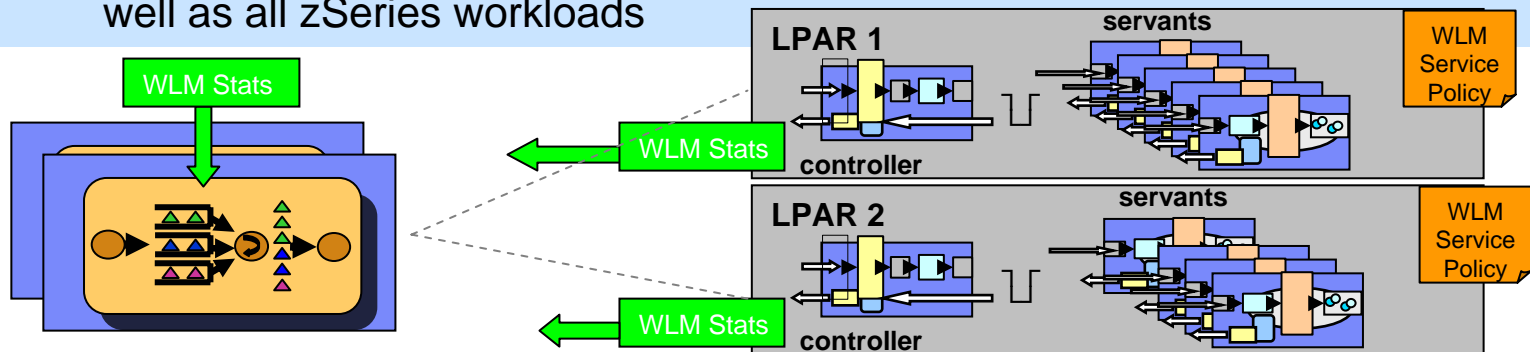 well as all zSeries workloads
WLM Stats
LPAR 1
servants
WLM
Service
Policy
WLM Stats
controller
LPAR 2
servants
WLM
Service
Policy
WLM Stats
controller